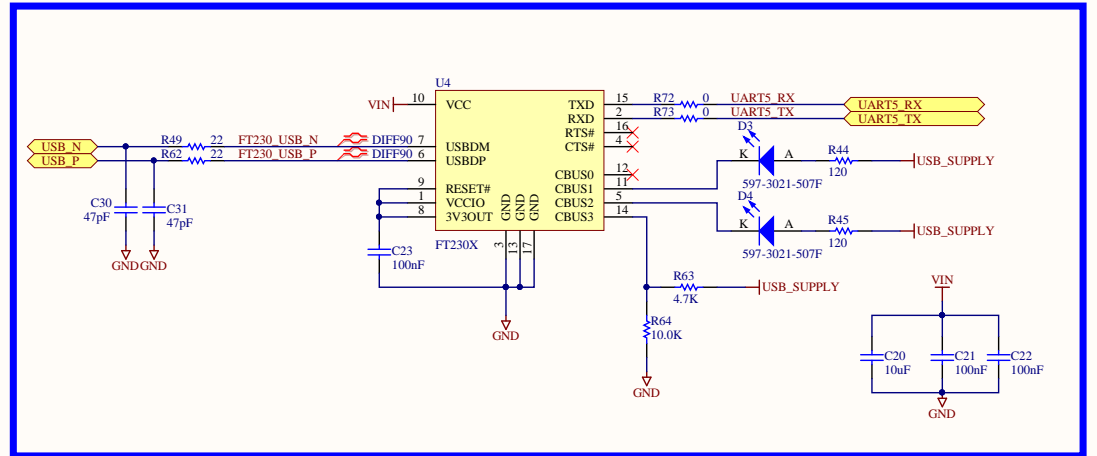 U4
VIN
10
VCC
TXD
15
R72
0
UART5_RX
UART5_RX
RXD
2
R73
0
UART5_TX
UART5_TX
RTS#
16
CTS#
4
USB_N
R49
22
FT230_USB_N
DIFF90
7
USBDM
USB_P
R62
22
FT230_USB_P
DIFF90
6
USBDP
CBUS0
12
CBUS1
11
CBUS2
5
CBUS3
14
9
RESET#
1
VCCIO
8
3V3OUT
GND
GND
GND
3
13
17
FT230X
D3
K
A
597-3021-507F
R44
120
USB_SUPPLY
D4
K
A
597-3021-507F
R45
120
USB_SUPPLY
C30
47pF
C31
47pF
GND
GND
C23
100nF
GND
R63
4.7K
USB_SUPPLY
R64
10.0K
GND
VIN
C20
10uF
C21
100nF
C22
100nF
GND